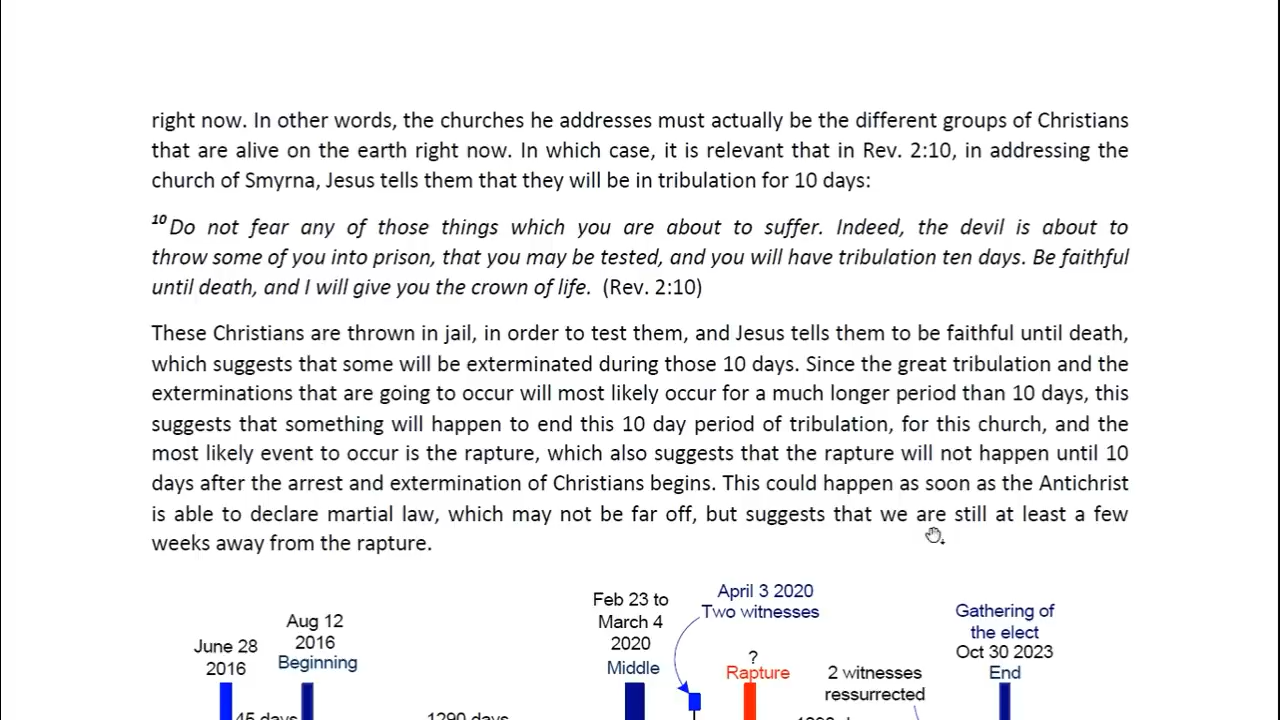 right now. In other words, the churches he addresses must actually be the different groups of Christians
that are alive on the earth right now. In which case, it is relevant that in Rev. 2:10, in addressing the
church of Smyrna, Jesus tells them that they will be in tribulation for 10 days:
10 Do not fear any of those things which you are about to suffer. Indeed, the devil is about to
throw some of you into prison, that you may be tested, and you will have tribulation ten days. Be faithful
until death, and I will give you the crown of life. (Rev. 2:10)
These Christians are thrown in jail, in order to test them, and Jesus tells them to be faithful until death,
which suggests that some will be exterminated during those 10 days. Since the great tribulation and the
exterminations that are going to occur will most likely occur for a much longer period than 10 days, this
suggests that something will happen to end this 10 day period of tribulation, for this church, and the
most likely event to occur is the rapture, which also suggests that the rapture will not happen until 10
days after the arrest and extermination of Christians begins. This could happen as soon as the Antichrist
is able to declare martial law, which may not be far off, but suggests that we are still at least a few
weeks away from the rapture.
June 28
2016
Aug 12
2016
Beginning
Feb 23 to
March 4
2020
Middle
April 3 2020
Two witnesses
?
Rapture
2 witnesses
ressurrected
Gathering of
the elect
Oct 30 2023
End
45 days
1290 days